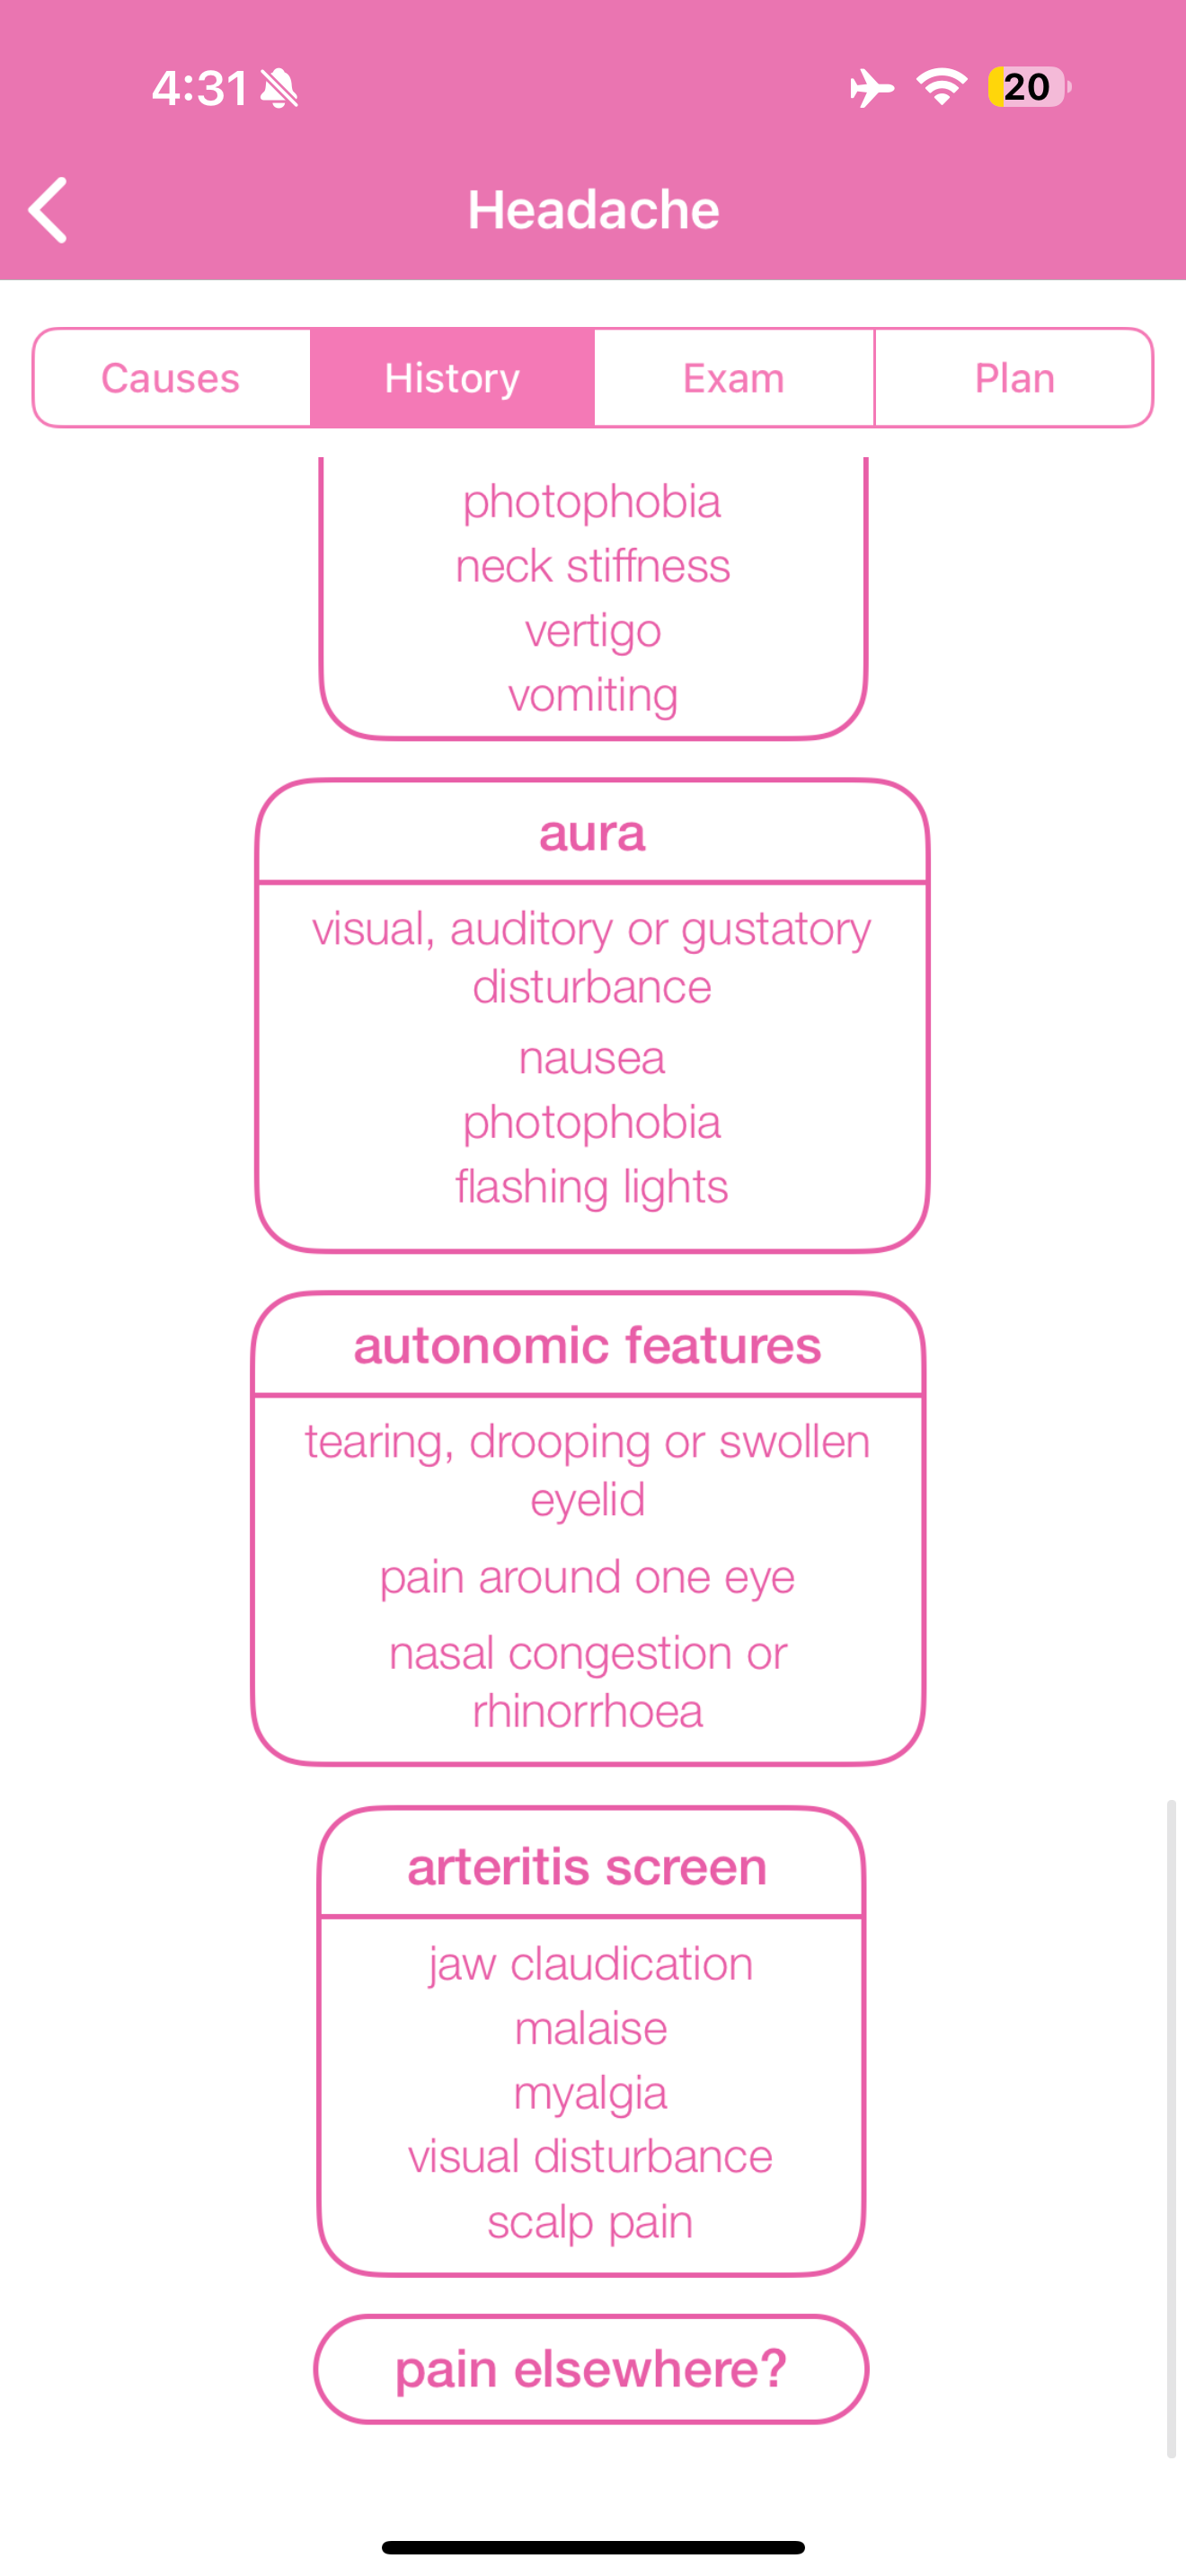 4:31
20
Headache
Causes
History
Exam
Plan
photophobia
neck stiffness
vertigo
vomiting
aura
visual, auditory or gustatory
disturbance
nausea
photophobia
flashing lights
autonomic features
tearing, drooping or swollen
eyelid
pain around one eye
nasal congestion or
rhinorrhoea
arteritis screen
jaw claudication
malaise
myalgia
visual disturbance
scalp pain
pain elsewhere?